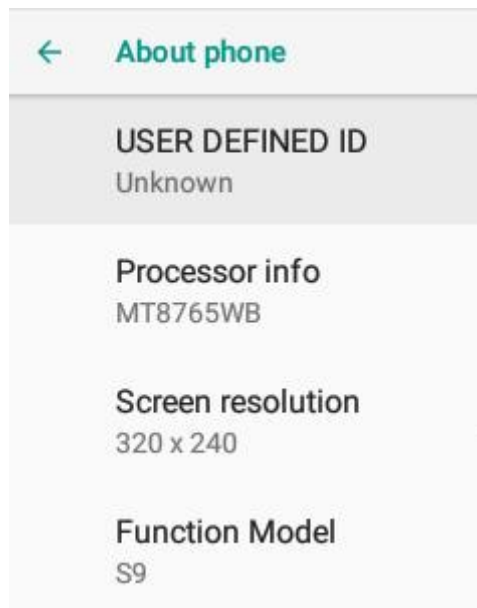 About phone
USER DEFINED ID
Unknown
Processor info
MT8765WB
Screen resolution
320 x 240
Function Model
S9